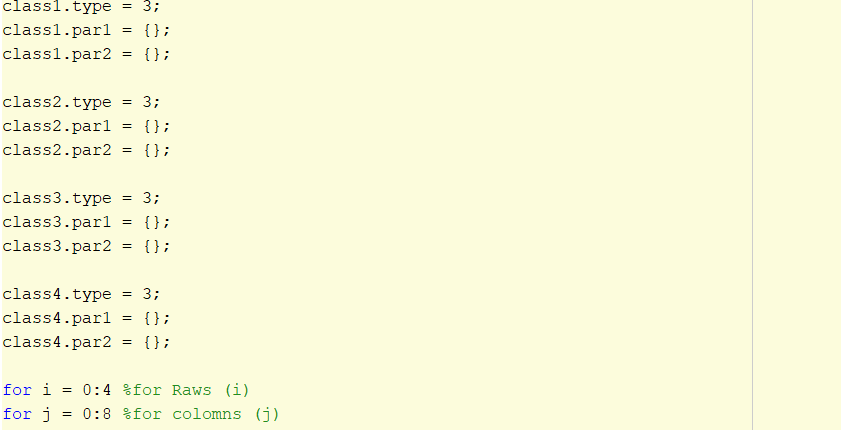 class1.type = 3;
class1.par1 = {};
class1.par2 = {};
class2.type = 3;
class2.par1 = {};
class2.par2 = {};
class3.type = 3;
class3.par1 = {};
class3.par2 = {};
class4.type = 3;
class4.par1 = {};
class4.par2 = {};
for i = 0:4 %for Raws (i)
for j = 0:8 %for colomns (j)